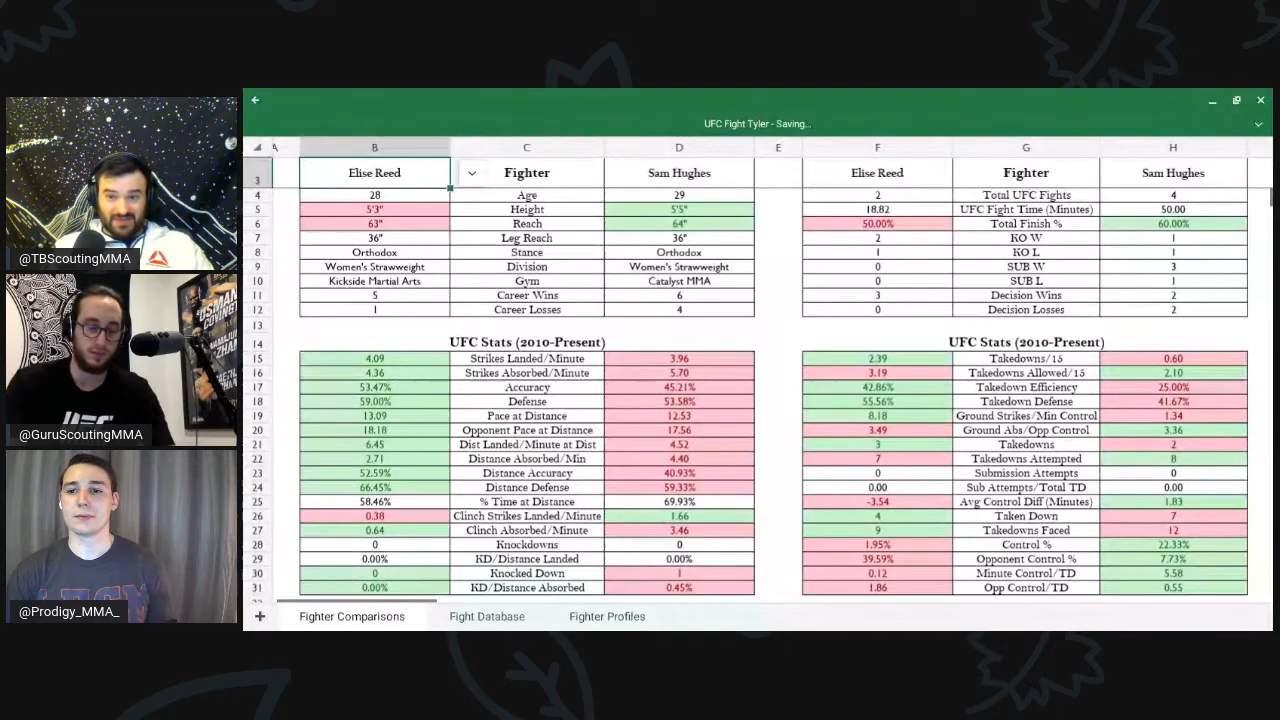 @TBScoutingMMA
USMAN
COVINGTON
NAMAJUN
ZHAN
UFC
@GuruScoutingMMA
@Prodigy_MMA_
UFC Fight Tyler - Saving...
A B C D E F G H
3 Elise Reed Fighter Sam Hughes Elise Reed Fighter Sam Hughes
4 28 Age 29 2 Total UFC Fights 4
5 5'3" Height 5'5" 18.82 UFC Fight Time (Minutes) 50.00
6 63" Reach 64" 50.00% Total Finish % 60.00%
7 36" Leg Reach 36" 2 KO W 1
8 Orthodox Stance Orthodox 1 KO L 1
9 Women's Strawweight Division Women's Strawweight 0 SUB W 3
10 Kickside Martial Arts Gym Catalyst MMA 0 SUB L 1
11 5 Career Wins 6 3 Decision Wins 2
12 1 Career Losses 4 0 Decision Losses 2
13
14 UFC Stats (2010-Present) UFC Stats (2010-Present)
15 4.09 Strikes Landed/Minute 3.96 2.39 Takedowns/15 0.60
16 4.36 Strikes Absorbed/Minute 5.70 3.19 Takedowns Allowed/15 2.10
17 53.47% Accuracy 45.21% 42.86% Takedown Efficiency 25.00%
18 59.00% Defense 53.58% 55.56% Takedown Defense 41.67%
19 13.09 Pace at Distance 12.53 8.18 Ground Strikes/Min Control 1.34
20 18.18 Opponent Pace at Distance 17.56 3.49 Ground Abs/Opp Control 3.36
21 6.45 Dist Landed/Minute at Dist 4.52 3 Takedowns 2
22 2.71 Distance Absorbed/Min 4.40 7 Takedowns Attempted 8
23 52.59% Distance Accuracy 40.93% 0 Submission Attempts 0
24 66.45% Distance Defense 59.33% 0.00 Sub Attempts/Total TD 0.00
25 58.46% % Time at Distance 69.93% -3.54 Avg Control Diff (Minutes) 1.83
26 0.38 Clinch Strikes Landed/Minute 1.66 4 Taken Down 7
27 0.64 Clinch Absorbed/Minute 3.46 9 Takedowns Faced 12
28 0 Knockdowns 0 1.95% Control % 22.33%
29 0.00% KD/Distance Landed 0.00% 39.59% Opponent Control % 7.73%
30 0 Knocked Down 1 0.12 Minute Control/TD 5.58
31 0.00% KD/Distance Absorbed 0.45% 1.86 Opp Control/TD 0.55
Fighter Comparisons Fight Database Fighter Profiles